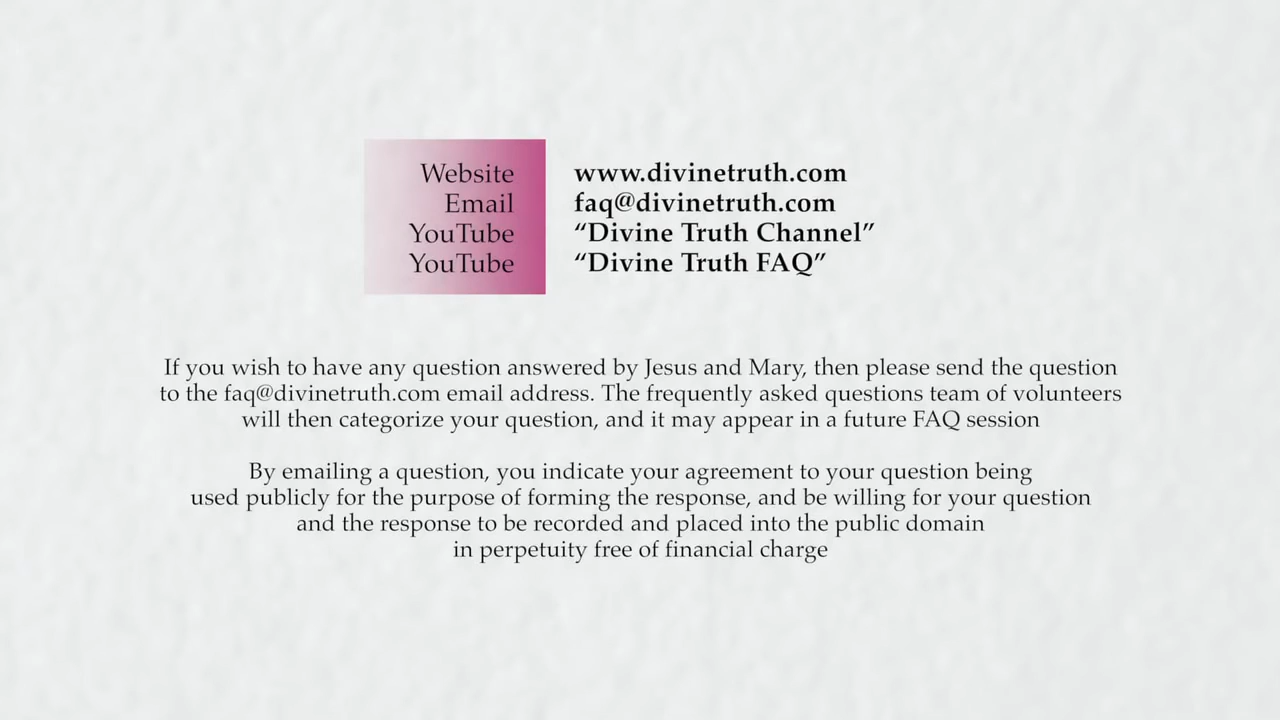 Website www.divinetruth.com
Email faq@divinetruth.com
YouTube “Divine Truth Channel”
YouTube “Divine Truth FAQ”
If you wish to have any question answered by Jesus and Mary, then please send the question
to the faq@divinetruth.com email address. The frequently asked questions team of volunteers
will then categorize your question, and it may appear in a future FAQ session
By emailing a question, you indicate your agreement to your question being
used publicly for the purpose of forming the response, and be willing for your question
and the response to be recorded and placed into the public domain
in perpetuity free of financial charge